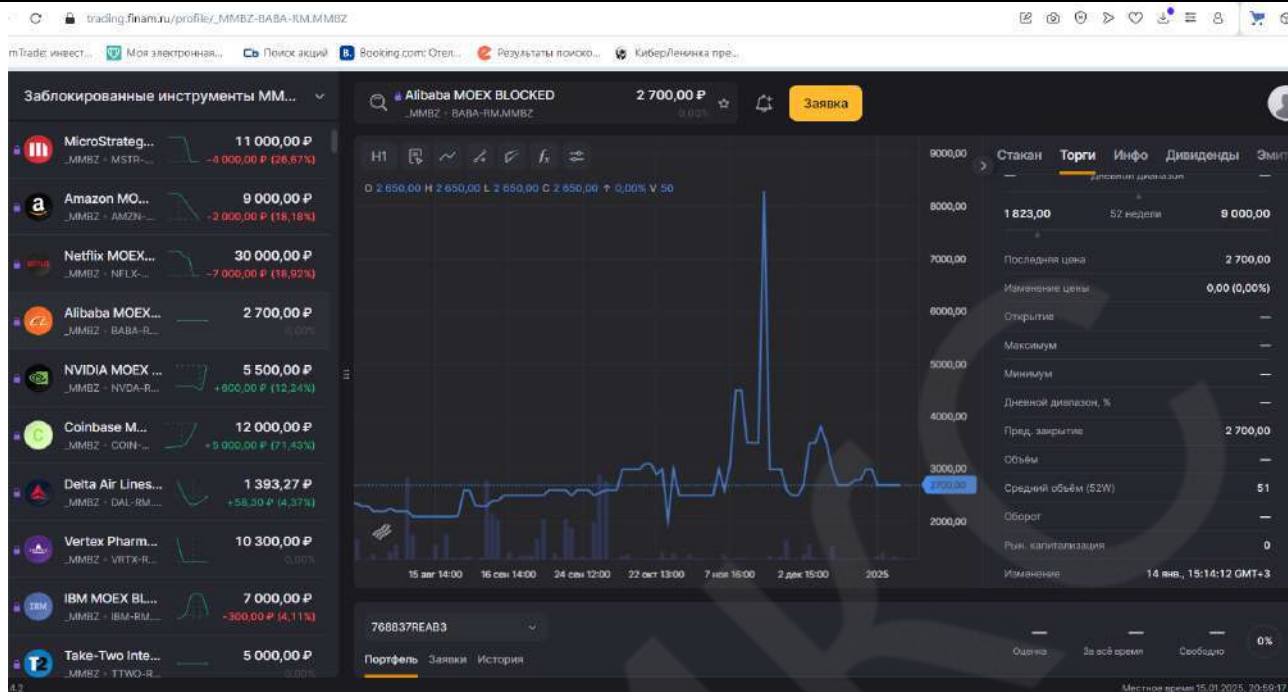 trading.finam.ru/profile/_MMBZ-BABA-RM.MMBZ
mTrade: инвест... Моя электронная... Поиск акций Booking.com: Отел... Результаты поиско... КиберЛенинка пре...
Заблокированные инструменты ММ...
Alibaba MOEX BLOCKED 2 700,00 ₽
_MMBZ · BABA-RM.MMBZ 0,00%
Заявка
MicroStrateg... 11 000,00 ₽
_MMBZ · MSTR-... -4 000,00 ₽ (26,67%)
Amazon MO... 9 000,00 ₽
_MMBZ · AMZN-... -2 000,00 ₽ (18,18%)
Netflix MOEX... 30 000,00 ₽
_MMBZ · NFLX-... -7 000,00 ₽ (18,92%)
Alibaba MOEX... 2 700,00 ₽
_MMBZ · BABA-R... 0,00%
NVIDIA MOEX ... 5 500,00 ₽
_MMBZ · NVDA-R... +600,00 ₽ (12,24%)
Coinbase M... 12 000,00 ₽
_MMBZ · COIN-... +5 000,00 ₽ (71,43%)
Delta Air Lines... 1 393,27 ₽
_MMBZ · DAL-RM.... +58,30 ₽ (4,37%)
Vertex Pharm... 10 300,00 ₽
_MMBZ · VRTX-R... 0,00%
IBM MOEX BL... 7 000,00 ₽
_MMBZ · IBM-RM.... -300,00 ₽ (4,11%)
Take-Two Inte... 5 000,00 ₽
_MMBZ · TTWO-R... 0,00%
H1
O 2 650,00 H 2 650,00 L 2 650,00 C 2 650,00 ↑ 0,00% V 50
9000,00
8000,00
7000,00
6000,00
5000,00
4000,00
3000,00
2700,00
2000,00
15 авг 14:00 16 сен 14:00 24 сен 12:00 22 окт 13:00 7 ноя 16:00 2 дек 15:00 2025
Стакан Торги Инфо Дивиденды Эмит
— Дневной диапазон —
1 823,00 52 недели 9 000,00
Последняя цена 2 700,00
Изменение цены 0,00 (0,00%)
Открытие —
Максимум —
Минимум —
Дневной диапазон, % —
Пред. закрытие 2 700,00
Объём —
Средний объём (52W) 51
Оборот —
Рын. капитализация 0
Изменение 14 янв., 15:14:12 GMT+3
768837REAB3
Портфель Заявки История
— — — 0%
Оценка За всё время Свободно
4.2 Местное время 15.01.2025, 20:59:17